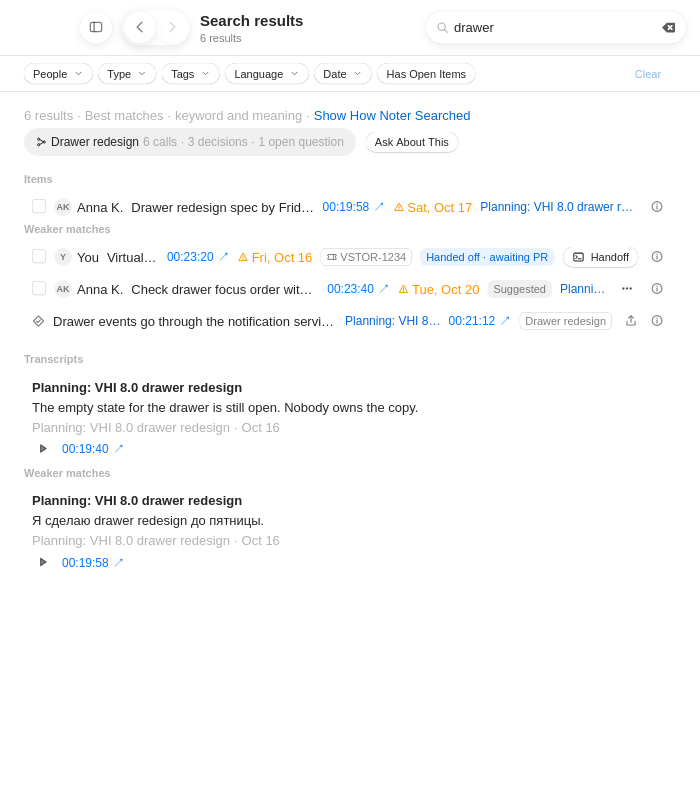 Search results
6 results
drawer
People
Type
Tags
Language
Date
Has Open Items
Clear
6 results · Best matches · keyword and meaning · Show How Noter Searched
Drawer redesign 6 calls · 3 decisions · 1 open question
Ask About This
Items
AK Anna K. Drawer redesign spec by Frid… 00:19:58 ↗ Sat, Oct 17 Planning: VHI 8.0 drawer r…
Weaker matches
Y You Virtual… 00:23:20 ↗ Fri, Oct 16 VSTOR-1234 Handed off · awaiting PR Handoff
AK Anna K. Check drawer focus order wit… 00:23:40 ↗ Tue, Oct 20 Suggested Planni… •••
Drawer events go through the notification servi… Planning: VHI 8… 00:21:12 ↗ Drawer redesign
Transcripts
Planning: VHI 8.0 drawer redesign
The empty state for the drawer is still open. Nobody owns the copy.
Planning: VHI 8.0 drawer redesign · Oct 16
00:19:40 ↗
Weaker matches
Planning: VHI 8.0 drawer redesign
Я сделаю drawer redesign до пятницы.
Planning: VHI 8.0 drawer redesign · Oct 16
00:19:58 ↗